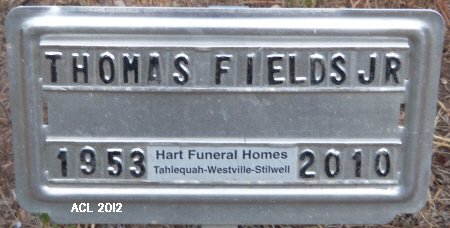 THOMAS FIELDS JR
1953 Hart Funeral Homes 2010
Tahlequah-Westville-Stilwell
ACL 2012